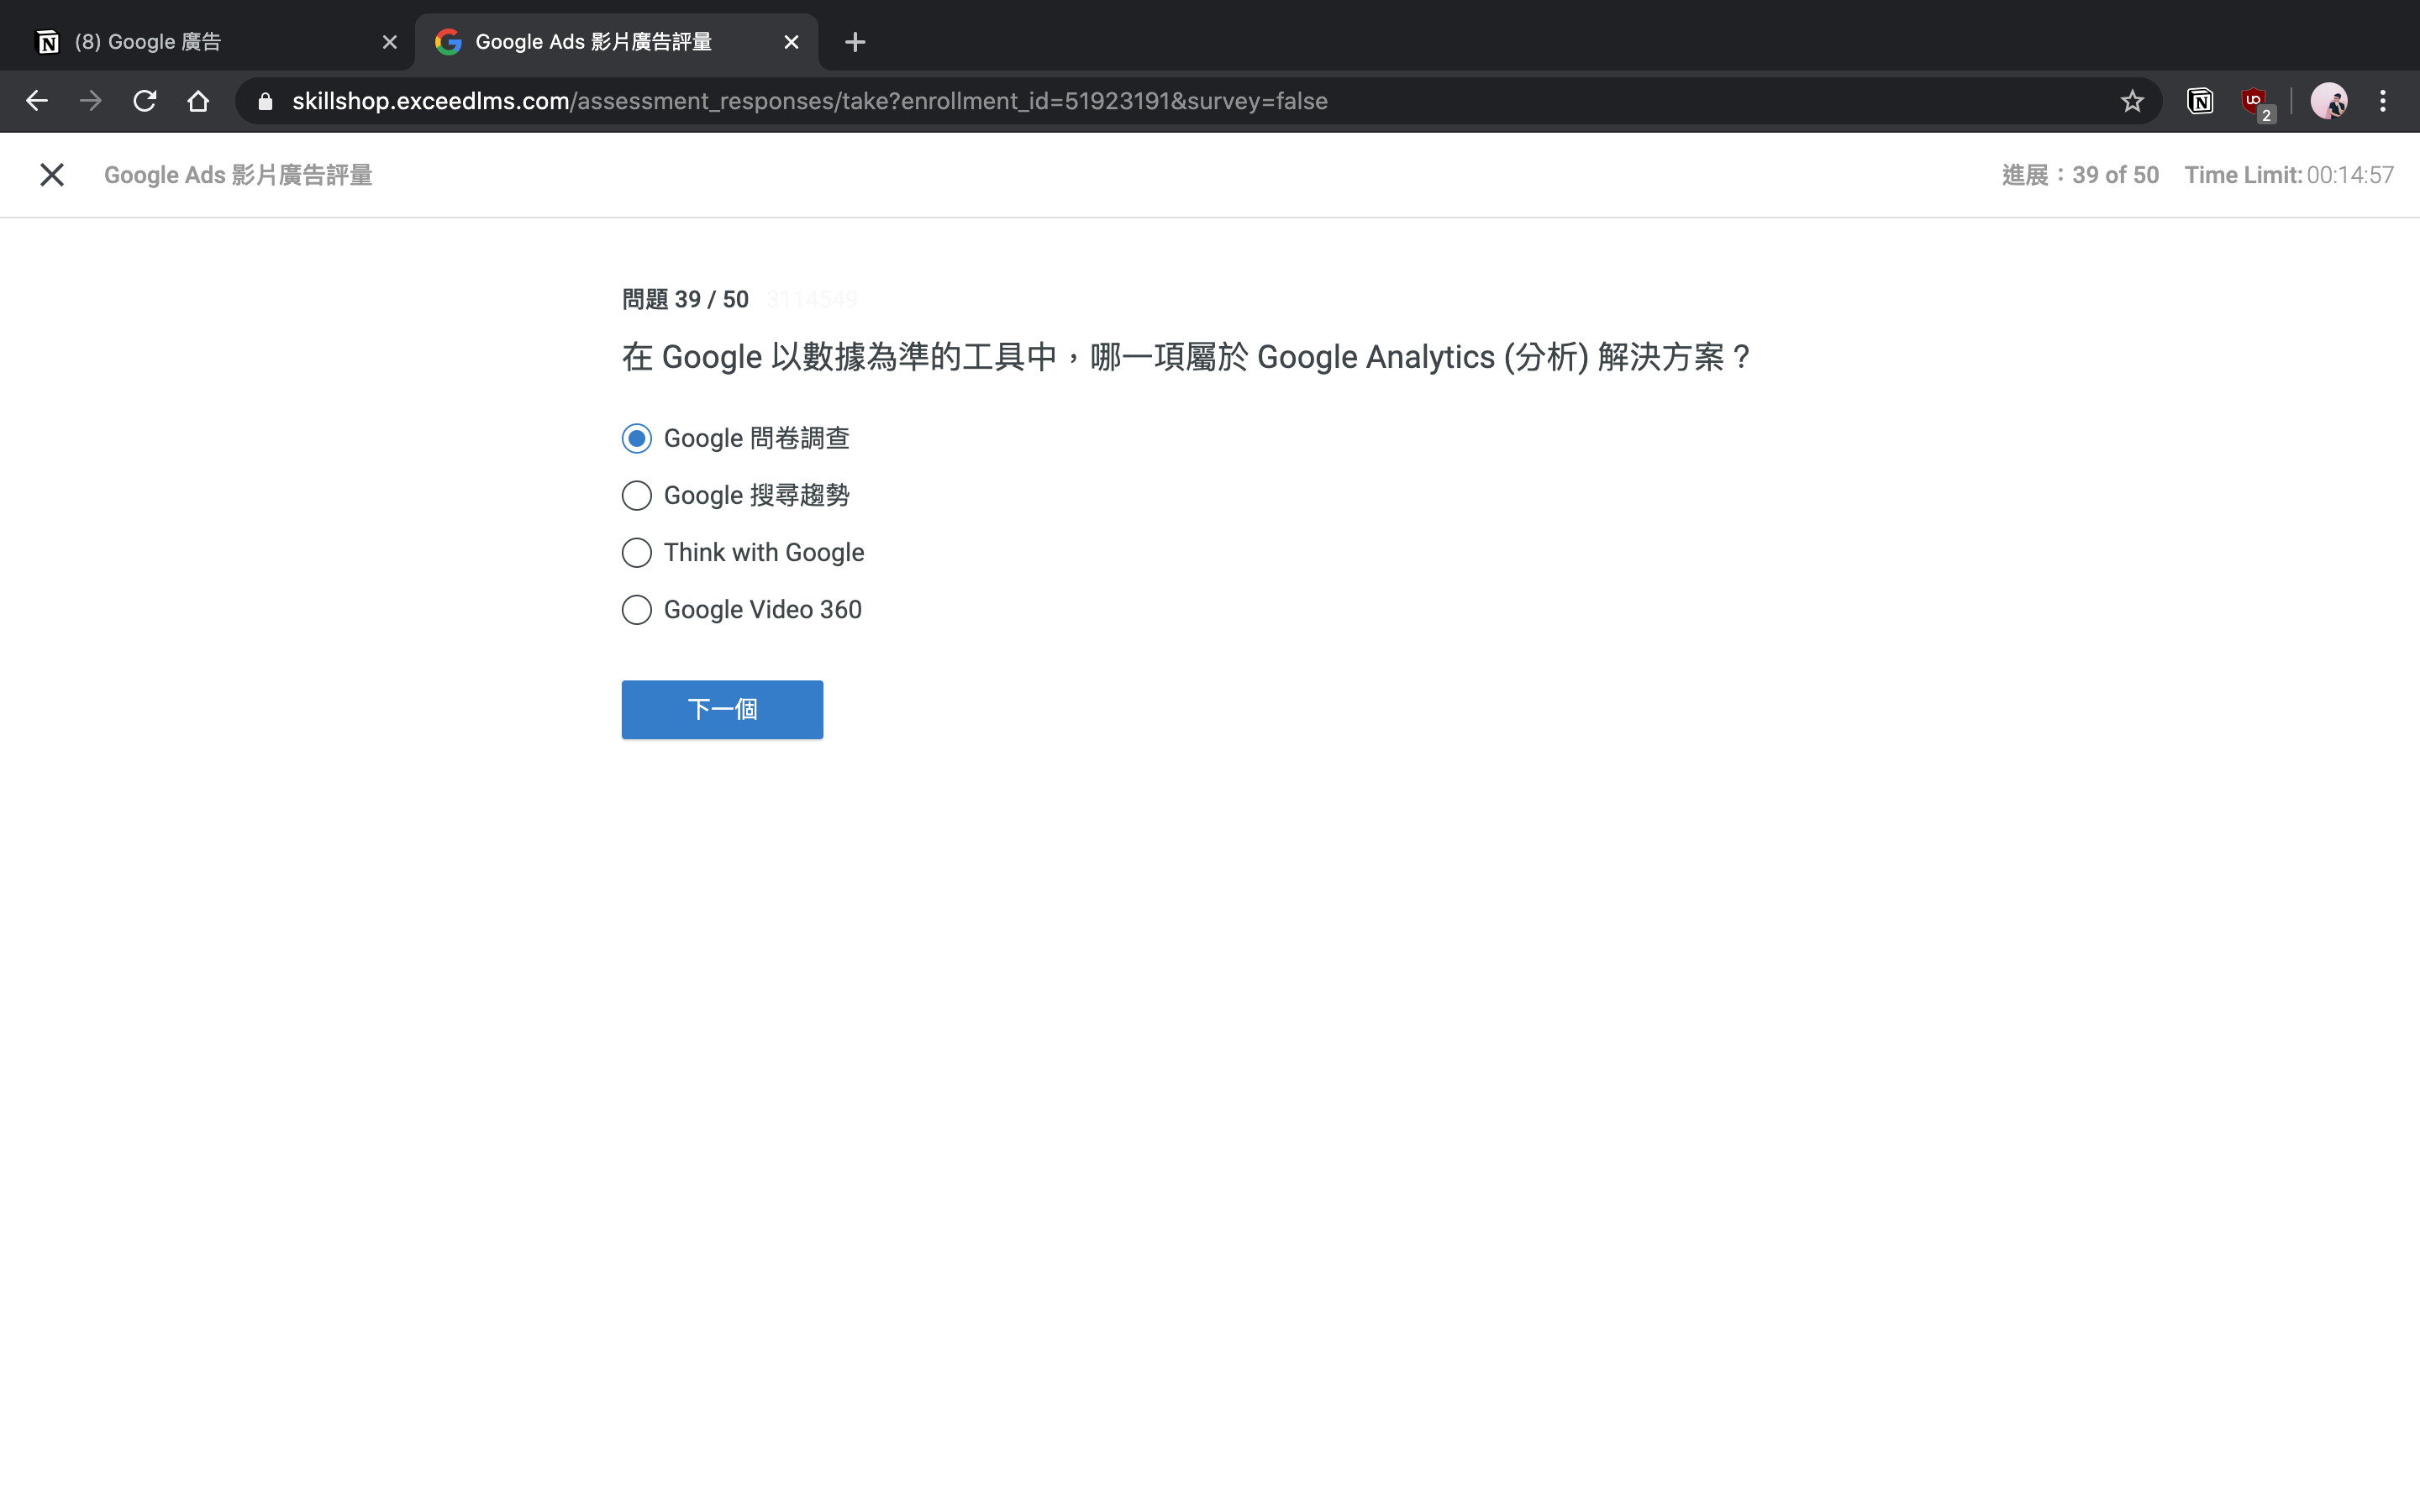 (8) Google 廣告
Google Ads 影片廣告評量
skillshop.exceedlms.com/assessment_responses/take?enrollment_id=51923191&survey=false
2
Google Ads 影片廣告評量
進展：39 of 50 Time Limit: 00:14:57
問題 39 / 50 3114549
在 Google 以數據為準的工具中，哪一項屬於 Google Analytics (分析) 解決方案？
Google 問卷調查
Google 搜尋趨勢
Think with Google
Google Video 360
下一個